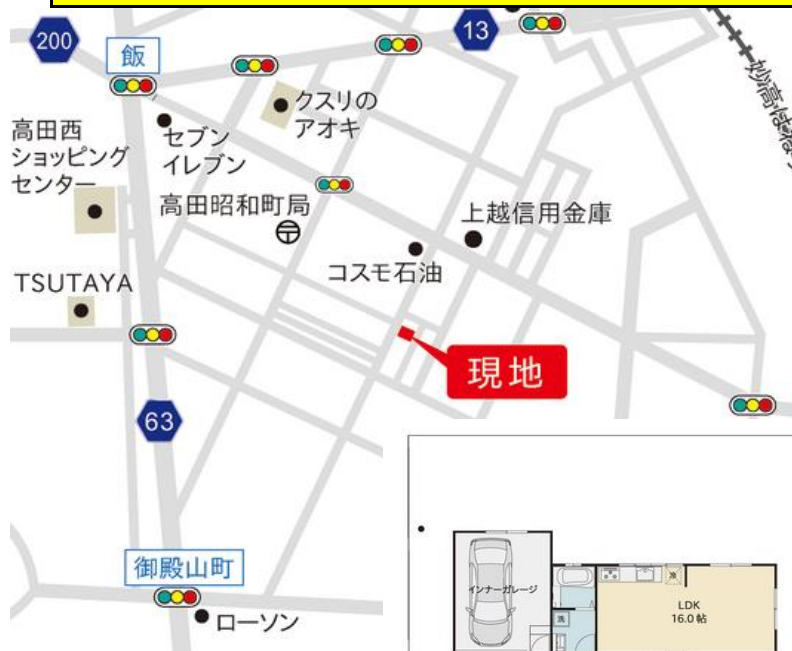 200
飯
13
クスリの
アオキ
妙高はね
高田西
ショッピング
センター
セブン
イレブン
高田昭和町局
上越信用金庫
コスモ石油
TSUTAYA
現地
63
御殿山町
ローソン
インナーガレージ
冷
LDK
16.0 帖
洗